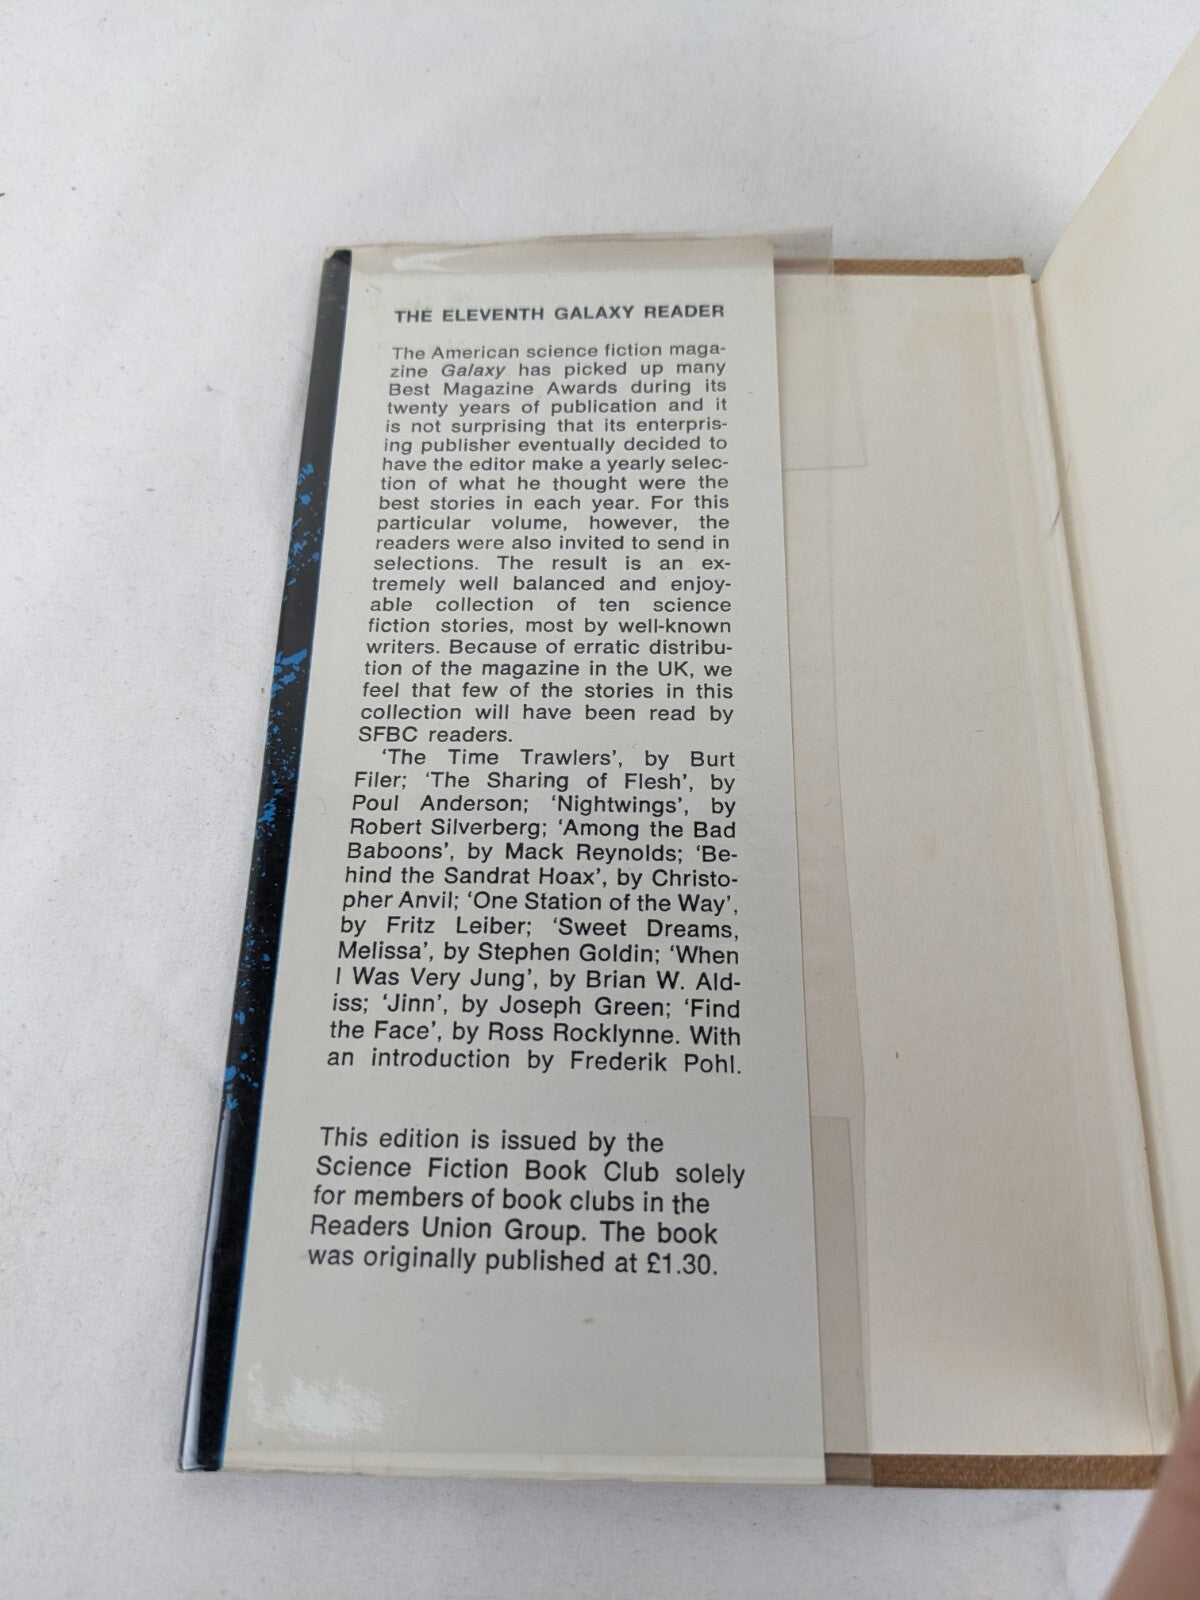 THE ELEVENTH GALAXY READER
The American science fiction maga-
zine Galaxy has picked up many
Best Magazine Awards during its
twenty years of publication and it
is not surprising that its enterpris-
ing publisher eventually decided to
have the editor make a yearly selec-
tion of what he thought were the
best stories in each year. For this
particular volume, however, the
readers were also invited to send in
selections. The result is an ex-
tremely well balanced and enjoy-
able collection of ten science
fiction stories, most by well-known
writers. Because of erratic distribu-
tion of the magazine in the UK, we
feel that few of the stories in this
collection will have been read by
SFBC readers.
‘The Time Trawlers’, by Burt
Filer; ‘The Sharing of Flesh’, by
Poul Anderson; ‘Nightwings’, by
Robert Silverberg; ‘Among the Bad
Baboons’, by Mack Reynolds; ‘Be-
hind the Sandrat Hoax’, by Christo-
pher Anvil; ‘One Station of the Way’,
by Fritz Leiber; ‘Sweet Dreams,
Melissa’, by Stephen Goldin; ‘When
I Was Very Jung’, by Brian W. Ald-
iss; ‘Jinn’, by Joseph Green; ‘Find
the Face’, by Ross Rocklynne. With
an introduction by Frederik Pohl.
This edition is issued by the
Science Fiction Book Club solely
for members of book clubs in the
Readers Union Group. The book
was originally published at £1.30.